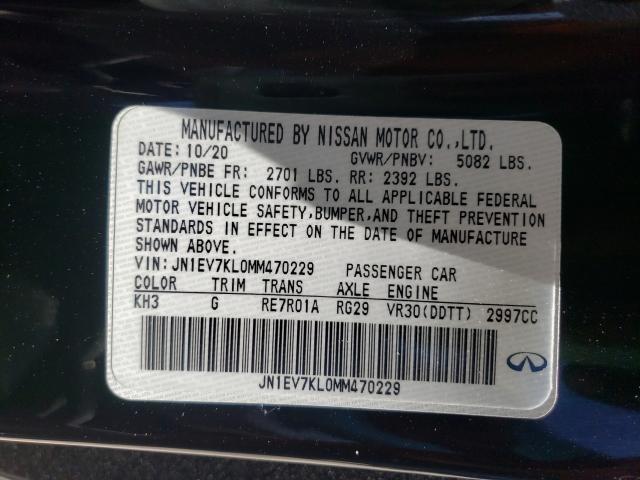 MANUFACTURED BY NISSAN MOTOR CO.,LTD.
DATE: 10/20 GVWR/PNBV: 5082 LBS.
GAWR/PNBE FR: 2701 LBS. RR: 2392 LBS.
THIS VEHICLE CONFORMS TO ALL APPLICABLE FEDERAL
MOTOR VEHICLE SAFETY,BUMPER,AND THEFT PREVENTION
STANDARDS IN EFFECT ON THE DATE OF MANUFACTURE
SHOWN ABOVE.
VIN: JN1EV7KL0MM470229 PASSENGER CAR
COLOR TRIM TRANS AXLE ENGINE
KH3 G RE7R01A RG29 VR30(DDTT) 2997CC
JN1EV7KL0MM470229